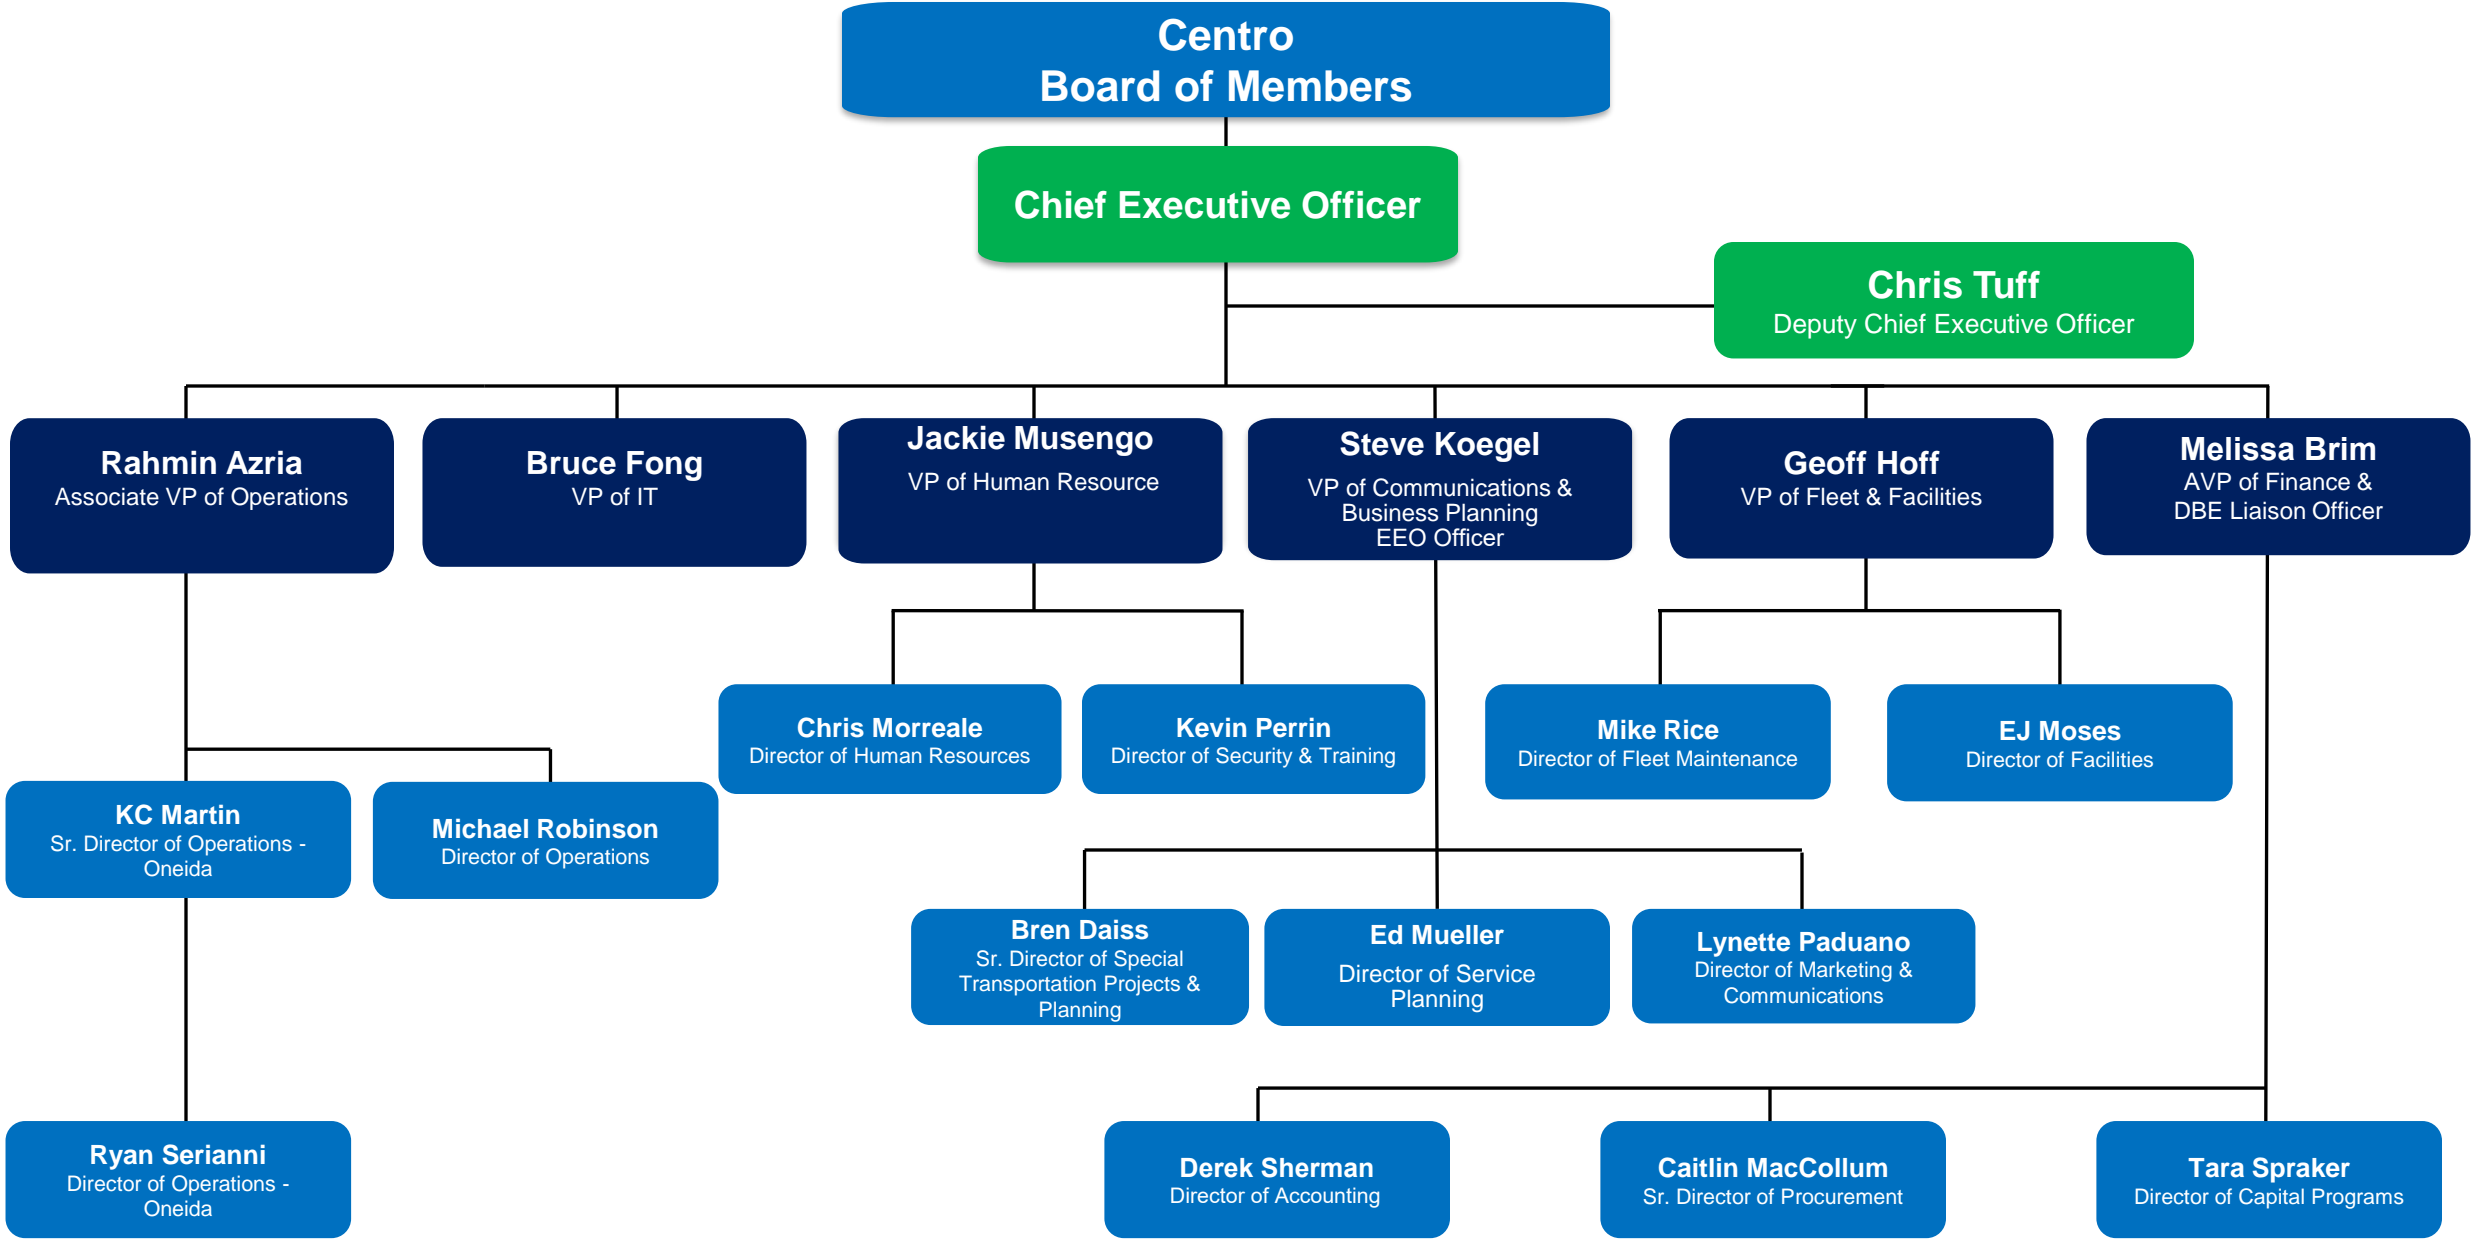 Centro
Board of Members
Chief Executive Officer
Chris Tuff
Deputy Chief Executive Officer
Rahmin Azria
Associate VP of Operations
Bruce Fong
VP of IT
Jackie Musengo
VP of Human Resource
Steve Koegel
VP of Communications &
Business Planning
EEO Officer
Geoff Hoff
VP of Fleet & Facilities
Melissa Brim
AVP of Finance &
DBE Liaison Officer
Chris Morreale
Director of Human Resources
Kevin Perrin
Director of Security & Training
Mike Rice
Director of Fleet Maintenance
EJ Moses
Director of Facilities
KC Martin
Sr. Director of Operations -
Oneida
Michael Robinson
Director of Operations
Bren Daiss
Sr. Director of Special
Transportation Projects &
Planning
Ed Mueller
Director of Service
Planning
Lynette Paduano
Director of Marketing &
Communications
Ryan Serianni
Director of Operations -
Oneida
Derek Sherman
Director of Accounting
Caitlin MacCollum
Sr. Director of Procurement
Tara Spraker
Director of Capital Programs